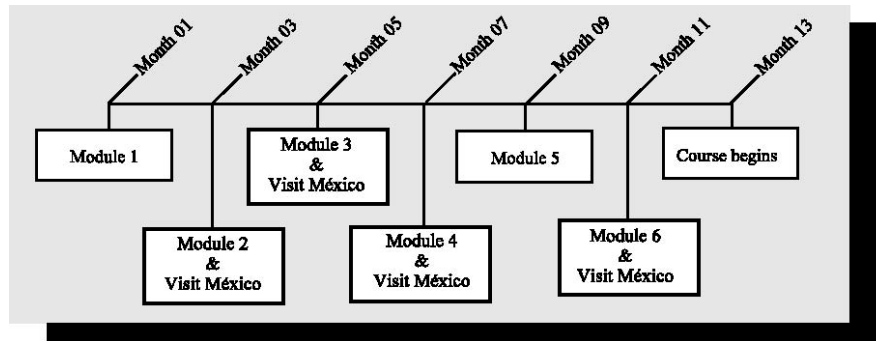 Month 01
Month 03
Month 05
Month 07
Month 09
Month 11
Month 13
Module 1
Module 3
&
Visit México
Module 5
Course begins
Module 2
&
Visit México
Module 4
&
Visit México
Module 6
&
Visit México